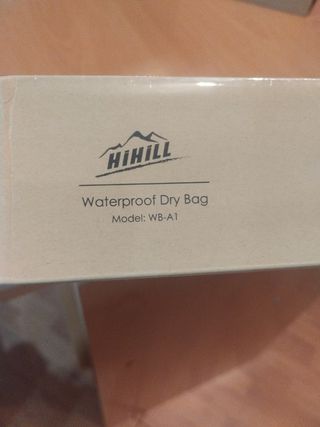 HiHiLL
Waterproof Dry Bag
Model: WB-A1